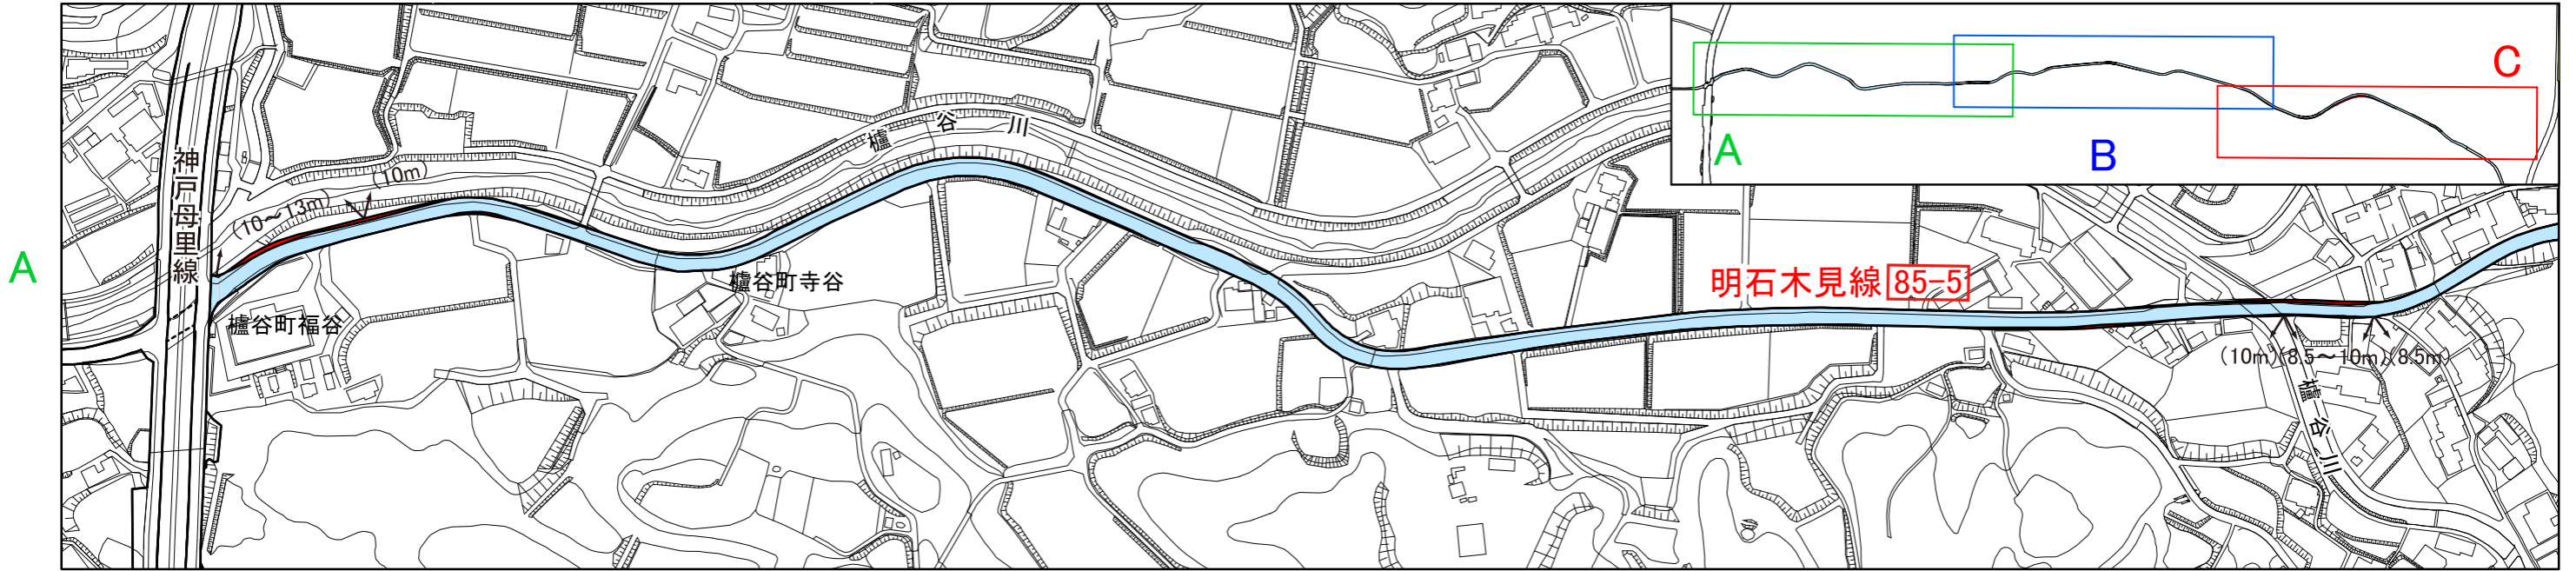 A
神戸母里線
(10～13m)
(10m)
櫨谷川
櫨谷町福谷
櫨谷町寺谷
明石木見線 85-5
(10m)(8.5～10m)(8.5m)
櫨谷川
A
B
C